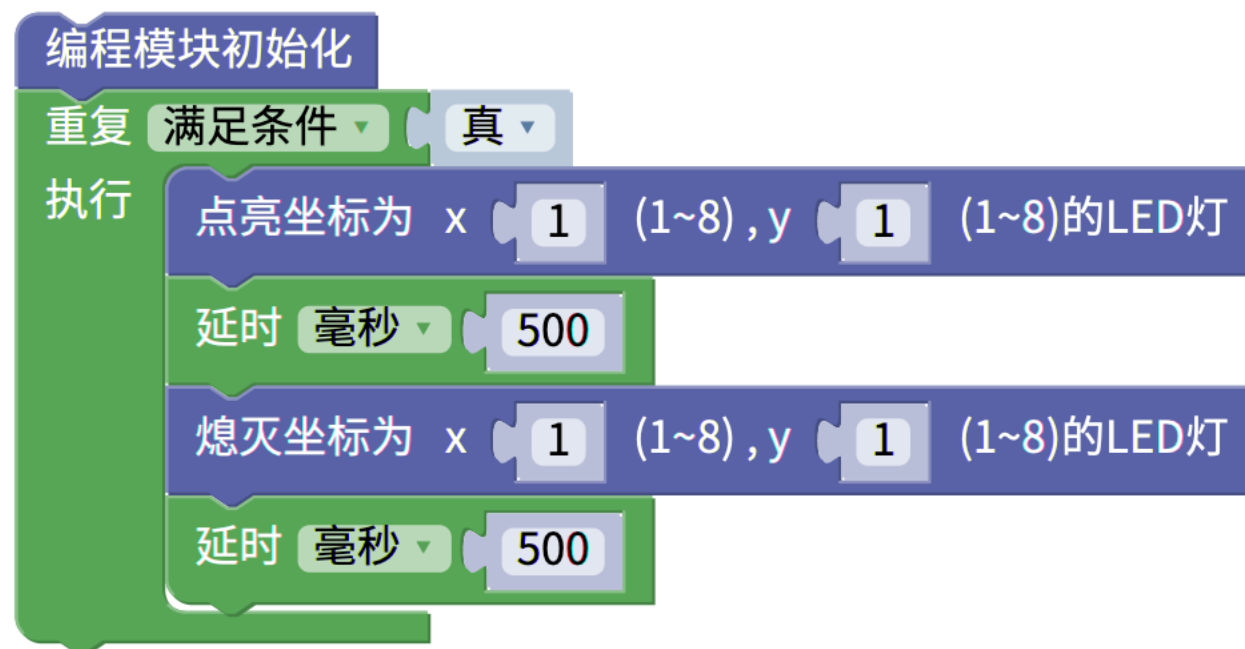 编程模块初始化
重复 满足条件 真
执行
点亮坐标为 x 1 (1~8) , y 1 (1~8)的LED灯
延时 毫秒 500
熄灭坐标为 x 1 (1~8) , y 1 (1~8)的LED灯
延时 毫秒 500